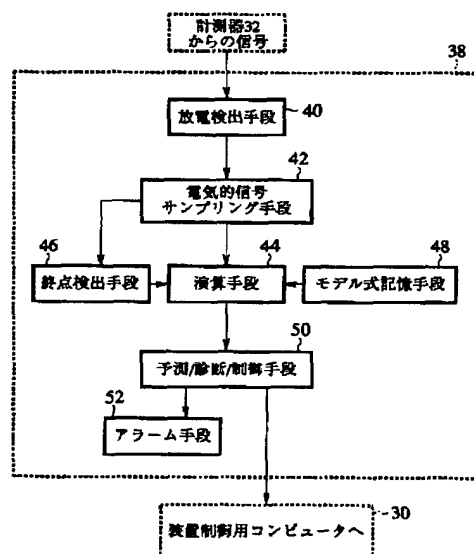 計測器32
からの信号
38
放電検出手段
40
42
電気的信号
サンプリング手段
46
44
48
終点検出手段
演算手段
モデル式記憶手段
50
予測/診断/制御手段
52
アラーム手段
30
装置制御用コンピュータへ